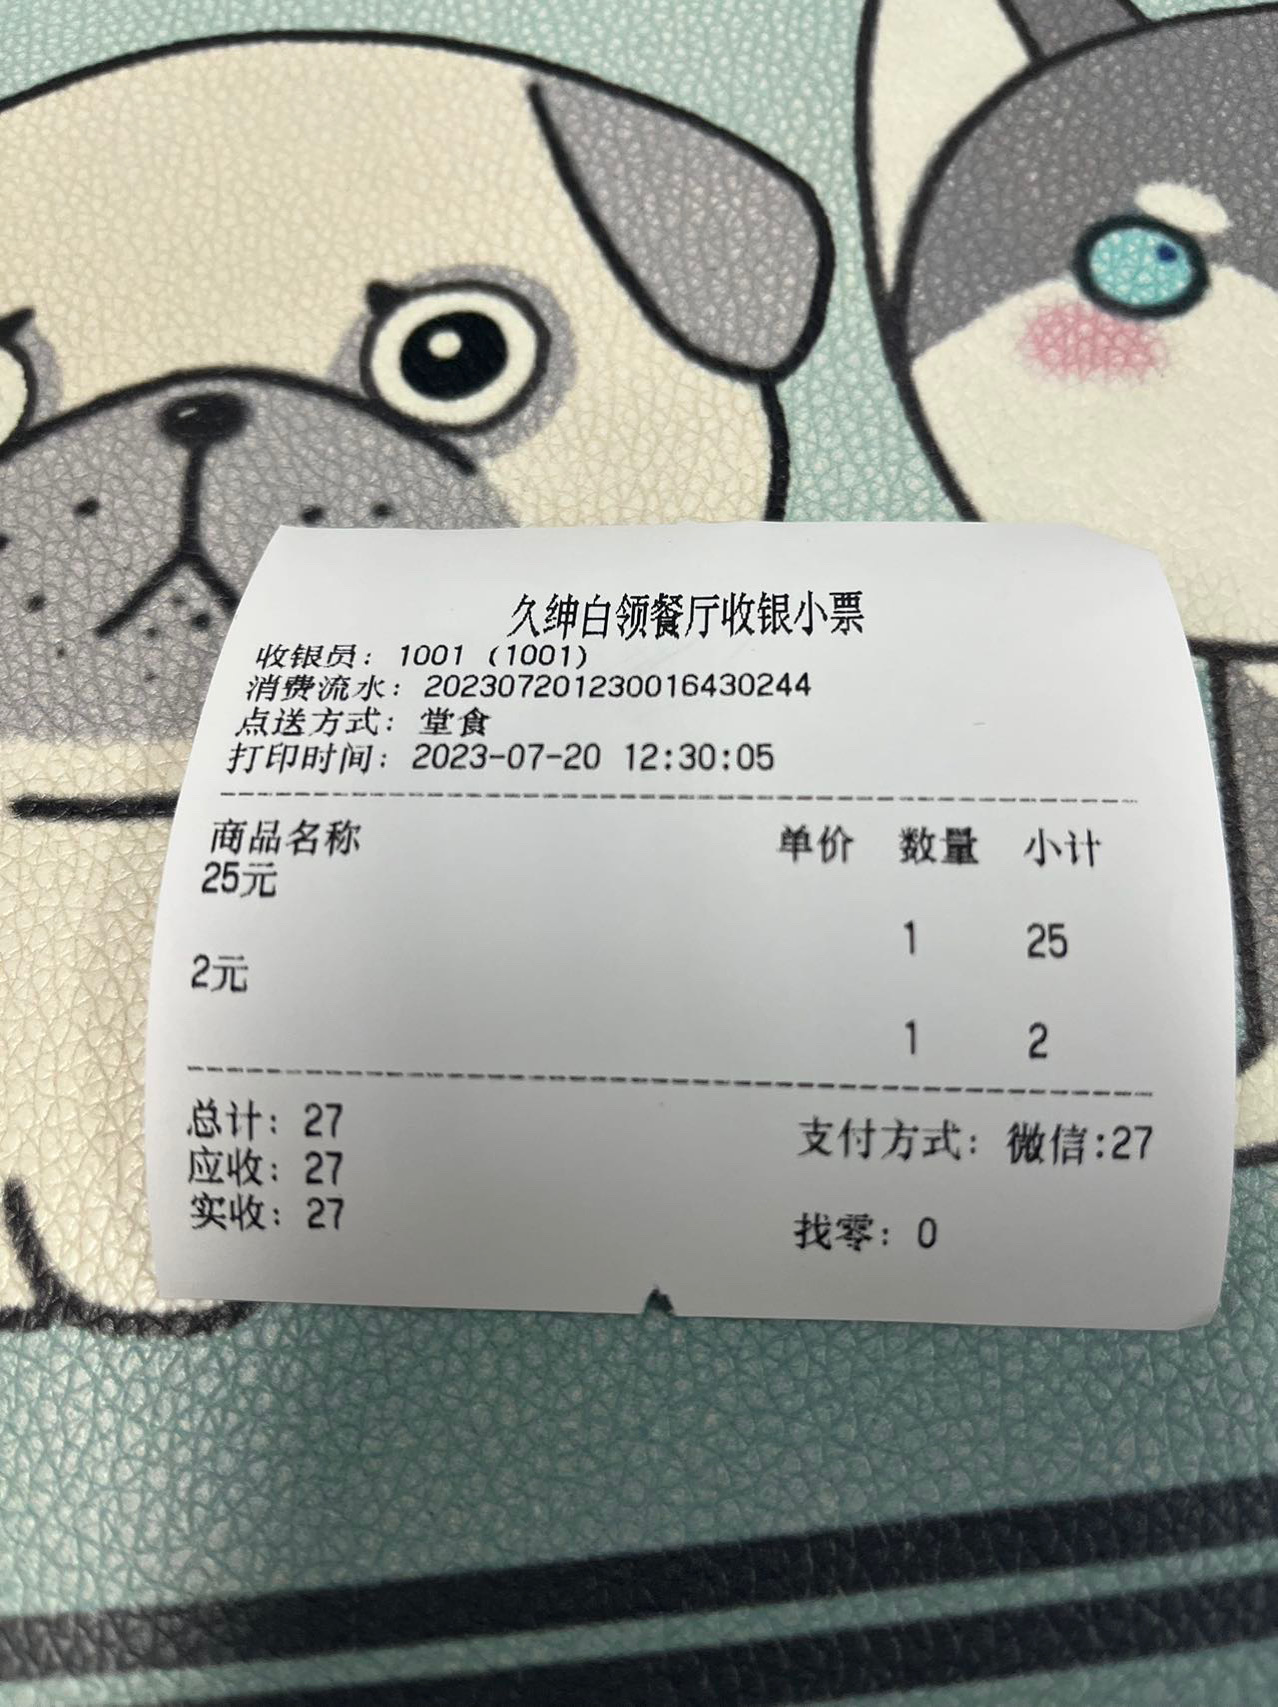 久绅白领餐厅收银小票
收银员：1001（1001）
消费流水：202307201230016430244
点送方式：堂食
打印时间：2023-07-20 12:30:05
商品名称 单价 数量 小计
25元
1 25
2元
1 2
总计：27
支付方式：微信:27
应收：27
实收：27
找零：0